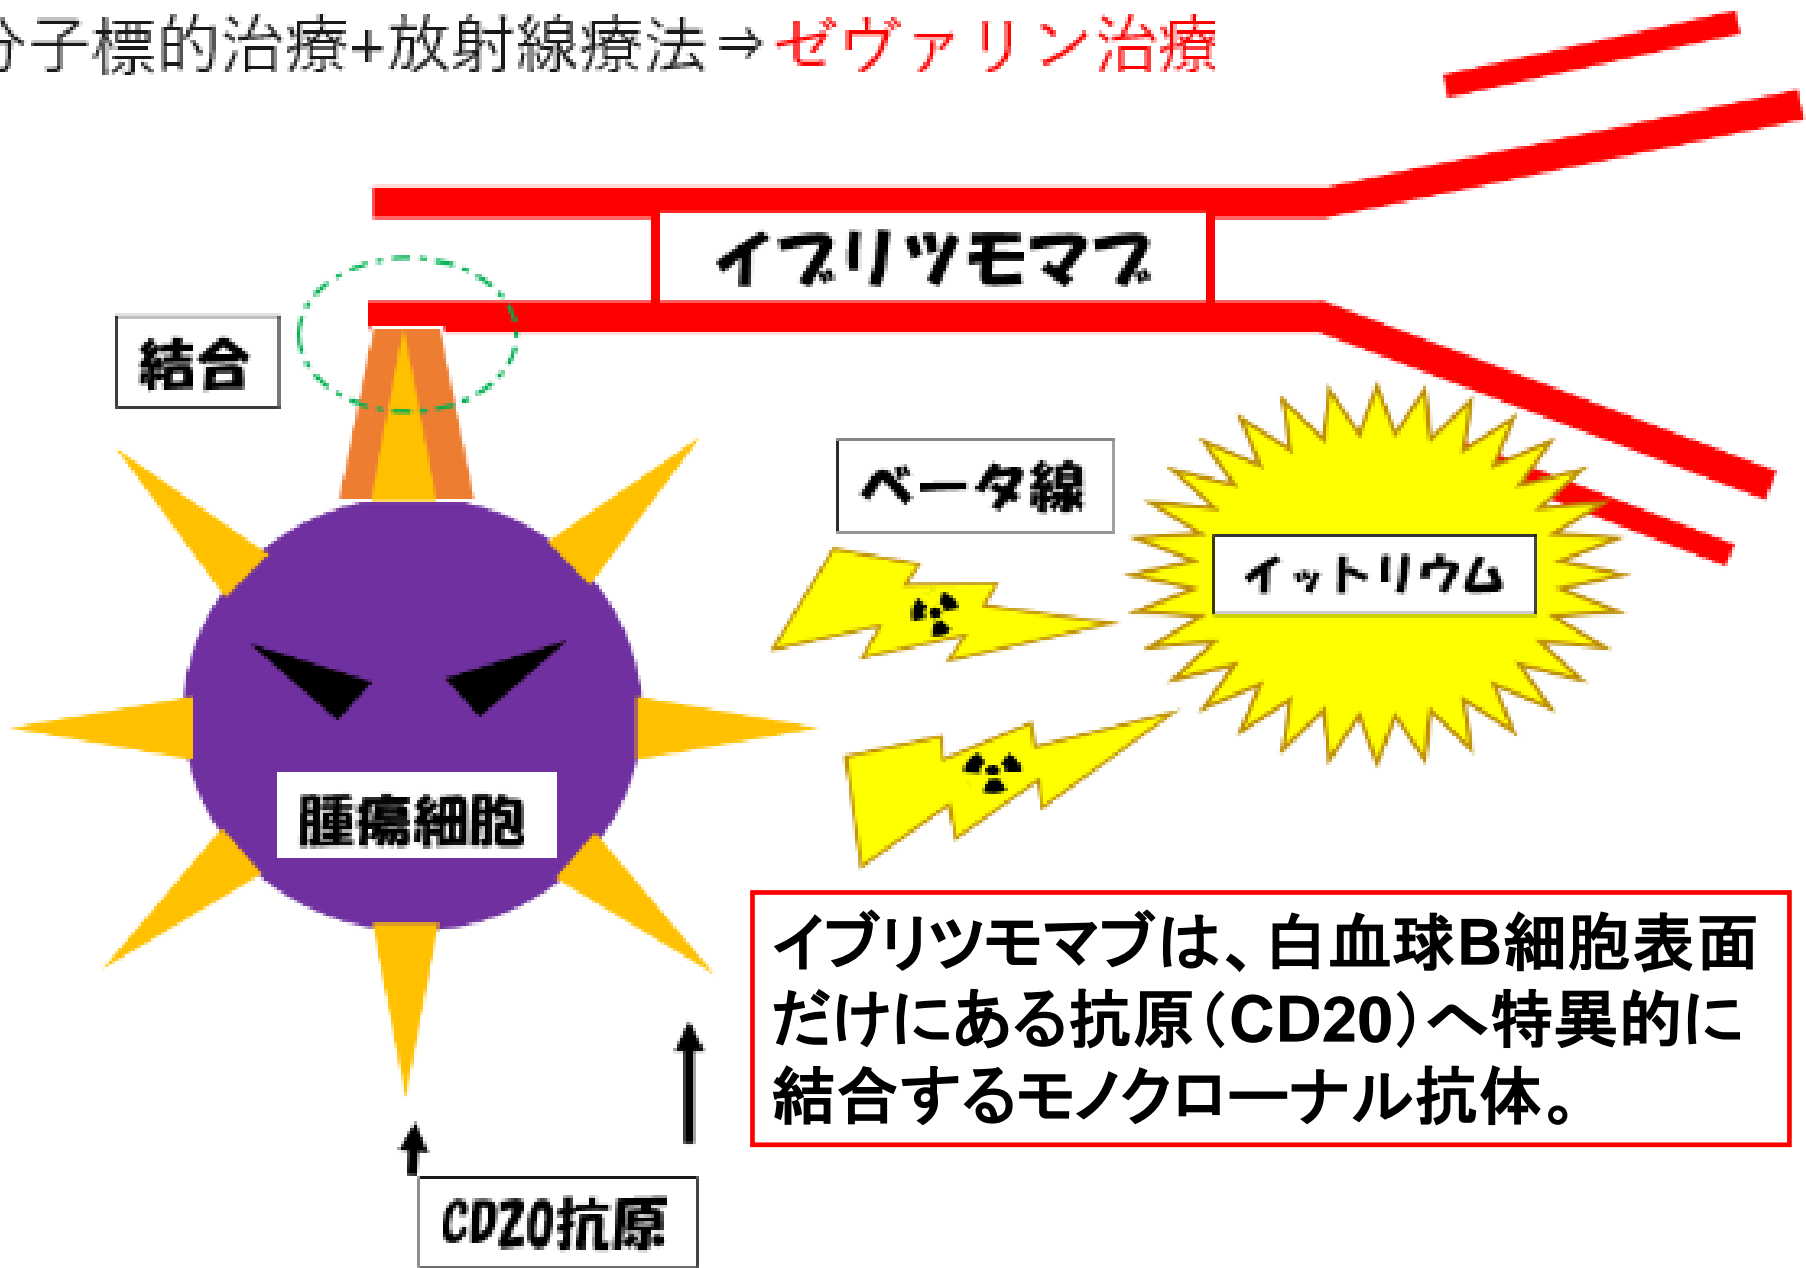 分子標的治療+放射線療法⇒ゼヴァリン治療
イブリツモマブ
結合
ベータ線
イットリウム
腫瘍細胞
イブリツモマブは、白血球B細胞表面
だけにある抗原（CD20）へ特異的に
結合するモノクローナル抗体。
CD20抗原